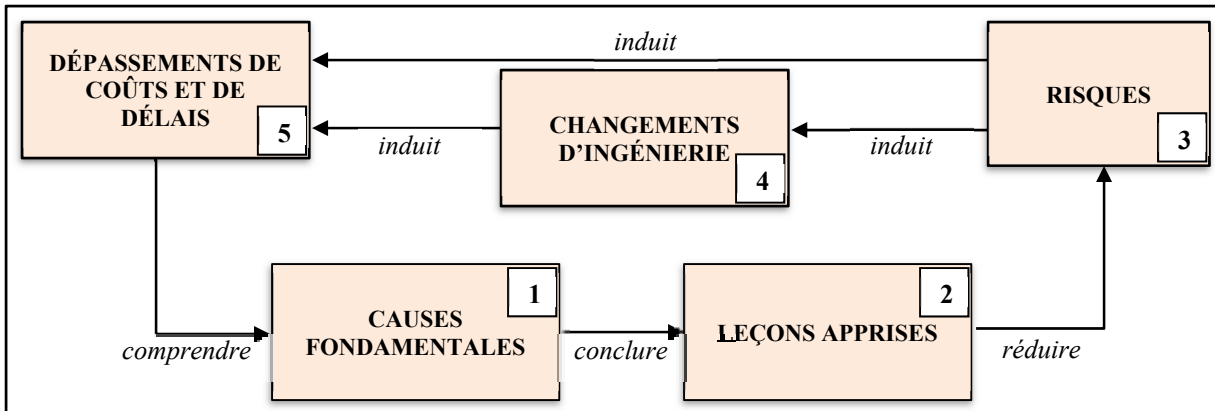 induit
DÉPASSEMENTS DE
COÛTS ET DE
DÉLAIS
5
induit
CHANGEMENTS
D’INGÉNIERIE
4
induit
RISQUES
3
comprendre
1
CAUSES
FONDAMENTALES
conclure
2
LEÇONS APPRISES
réduire